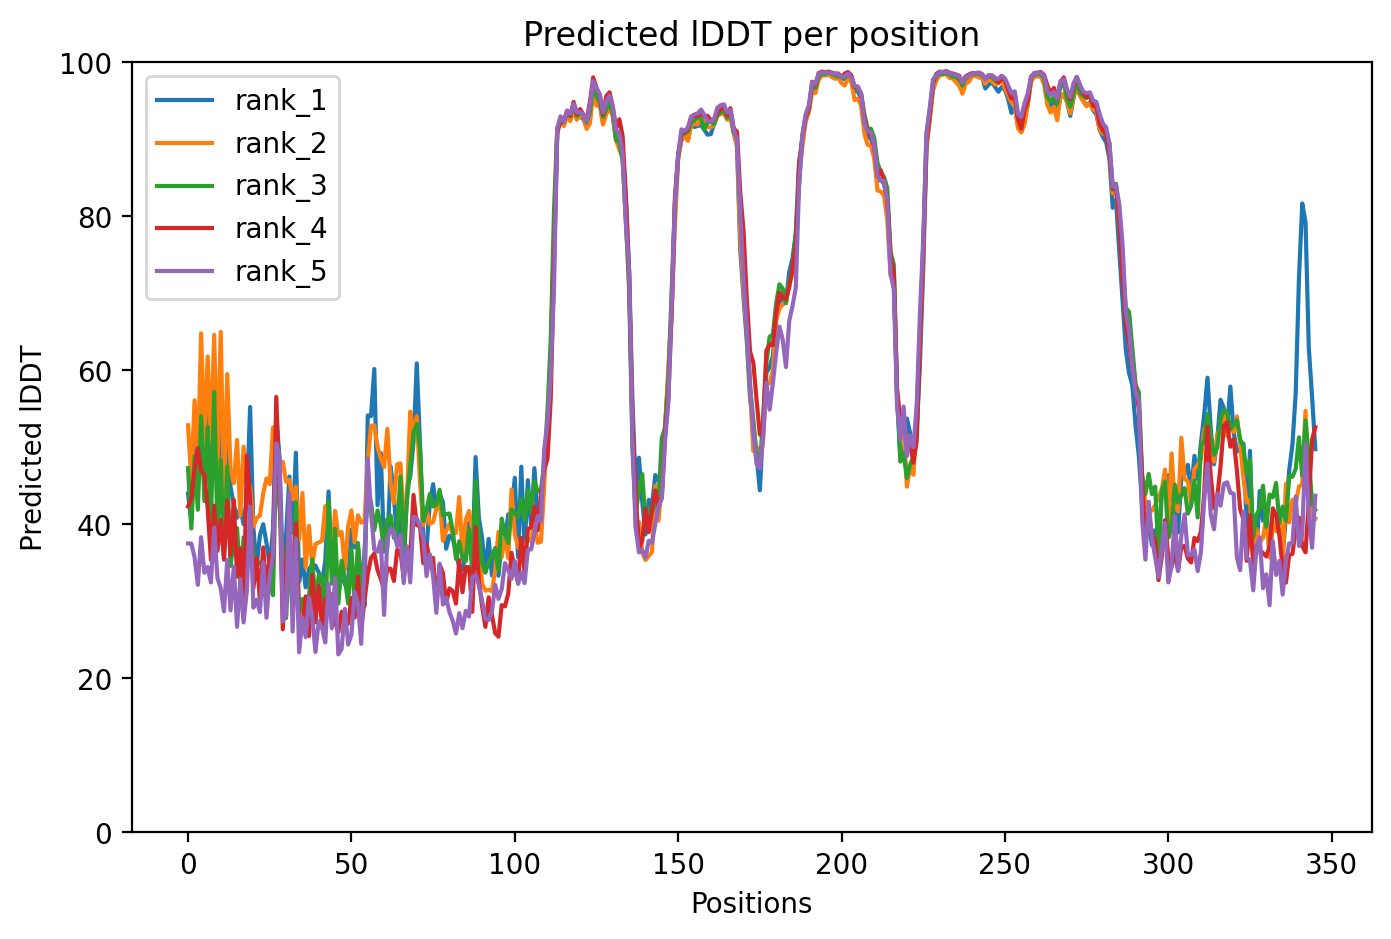 Predicted lDDT per position
100
80
60
40
20
0
Predicted lDDT
rank_1
rank_2
rank_3
rank_4
rank_5
0 50 100 150 200 250 300 350
Positions